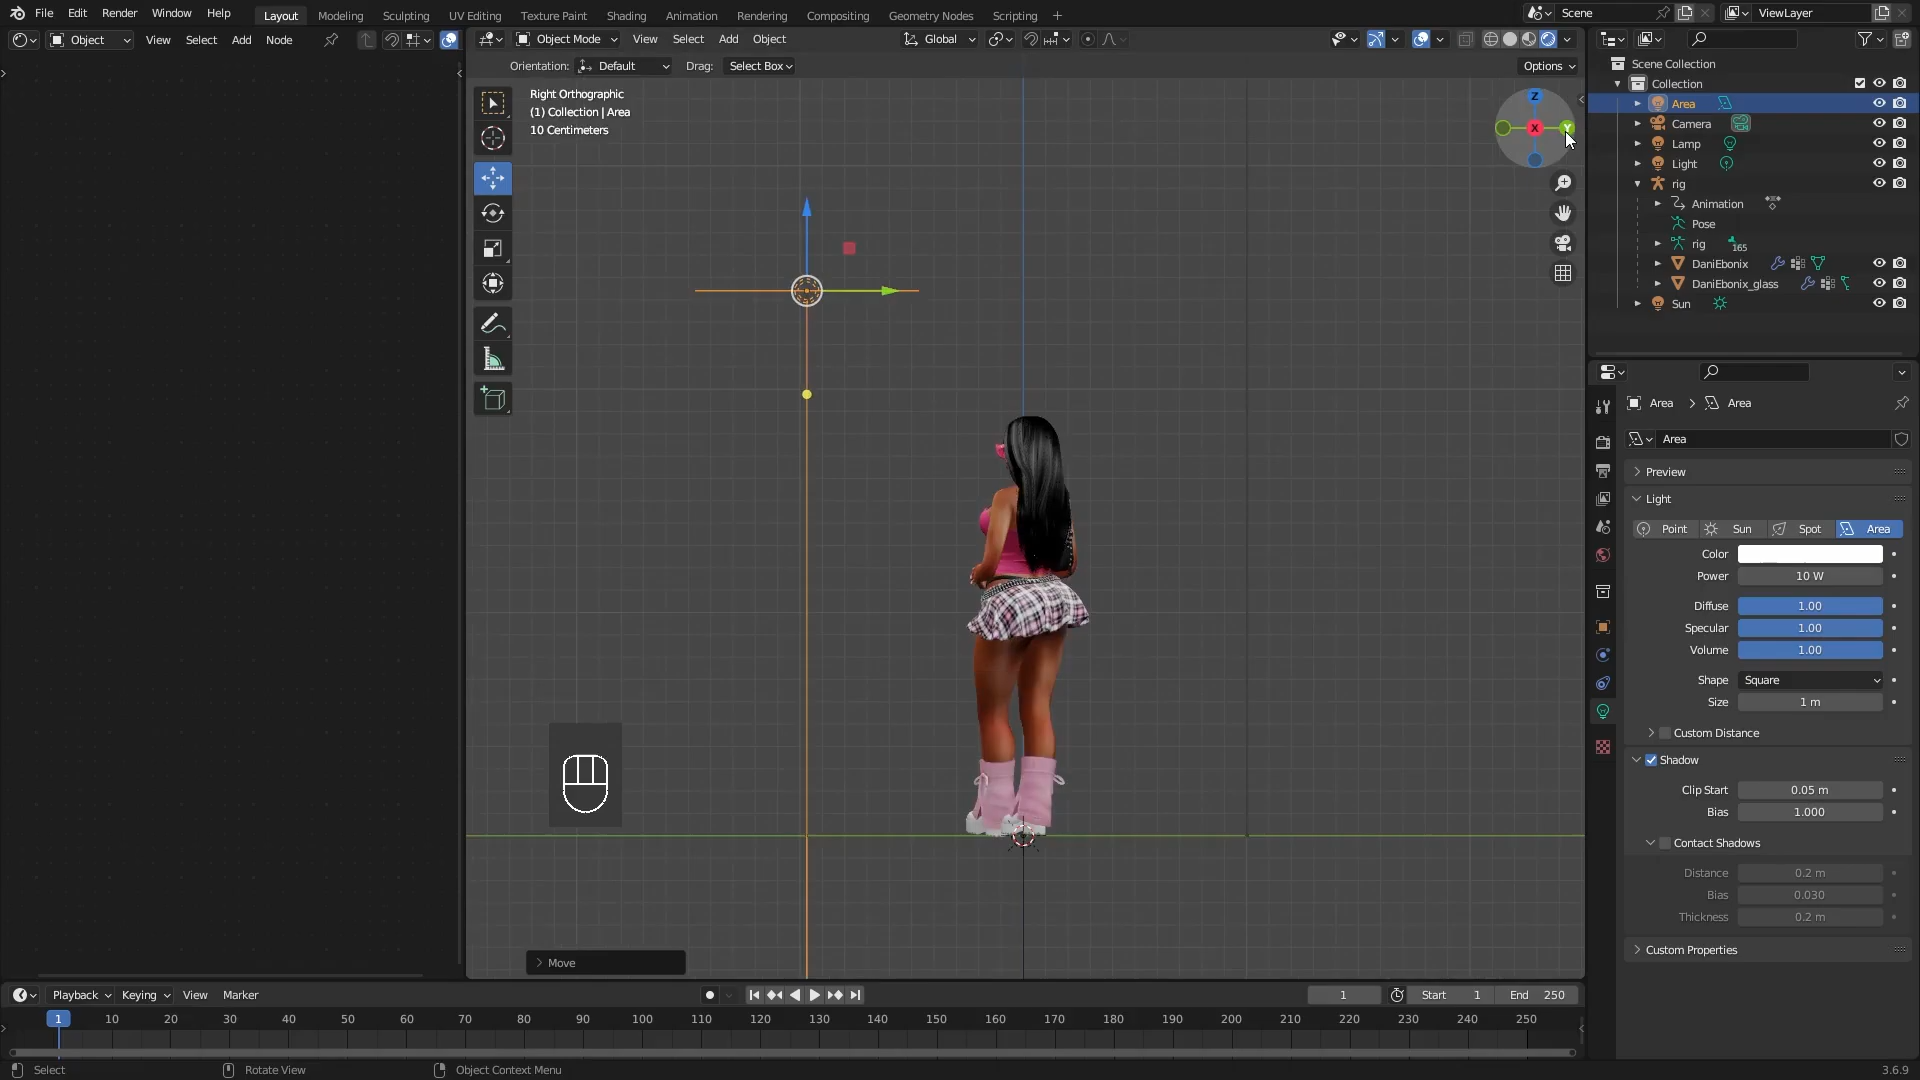 File Edit Render Window Help Layout Modeling Sculpting UV Editing Texture Paint Shading Animation Rendering Compositing Geometry Nodes Scripting Scene ViewLayer
Object View Select Add Node
Object Mode View Select Add Object Global
Orientation: Default Drag: Select Box Options
Right Orthographic
(1) Collection | Area
10 Centimeters
Z
X
Y
Move
Scene Collection
Collection
Area
Camera
Lamp
Light
rig
Animation
Pose
rig 165
DaniEbonix
DaniEbonix_glass
Sun
Area Area
Area
Preview
Light
Point Sun Spot Area
Color
Power 10 W
Diffuse 1.00
Specular 1.00
Volume 1.00
Shape Square
Size 1 m
Custom Distance
Shadow
Clip Start 0.05 m
Bias 1.000
Contact Shadows
Distance 0.2 m
Bias 0.030
Thickness 0.2 m
Custom Properties
Playback Keying View Marker 1 Start 1 End 250
1 10 20 30 40 50 60 70 80 90 100 110 120 130 140 150 160 170 180 190 200 210 220 230 240 250
Select Rotate View Object Context Menu 3.6.9